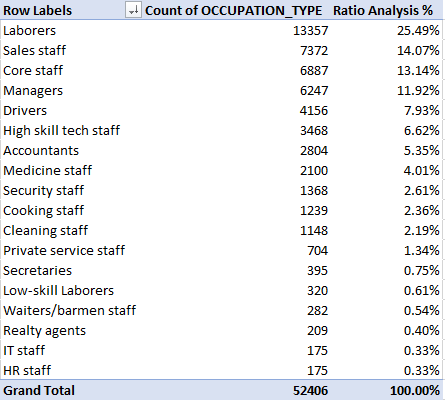 Row Labels Count of OCCUPATION_TYPE Ratio Analysis %
Laborers 13357 25.49%
Sales staff 7372 14.07%
Core staff 6887 13.14%
Managers 6247 11.92%
Drivers 4156 7.93%
High skill tech staff 3468 6.62%
Accountants 2804 5.35%
Medicine staff 2100 4.01%
Security staff 1368 2.61%
Cooking staff 1239 2.36%
Cleaning staff 1148 2.19%
Private service staff 704 1.34%
Secretaries 395 0.75%
Low-skill Laborers 320 0.61%
Waiters/barmen staff 282 0.54%
Realty agents 209 0.40%
IT staff 175 0.33%
HR staff 175 0.33%
Grand Total 52406 100.00%